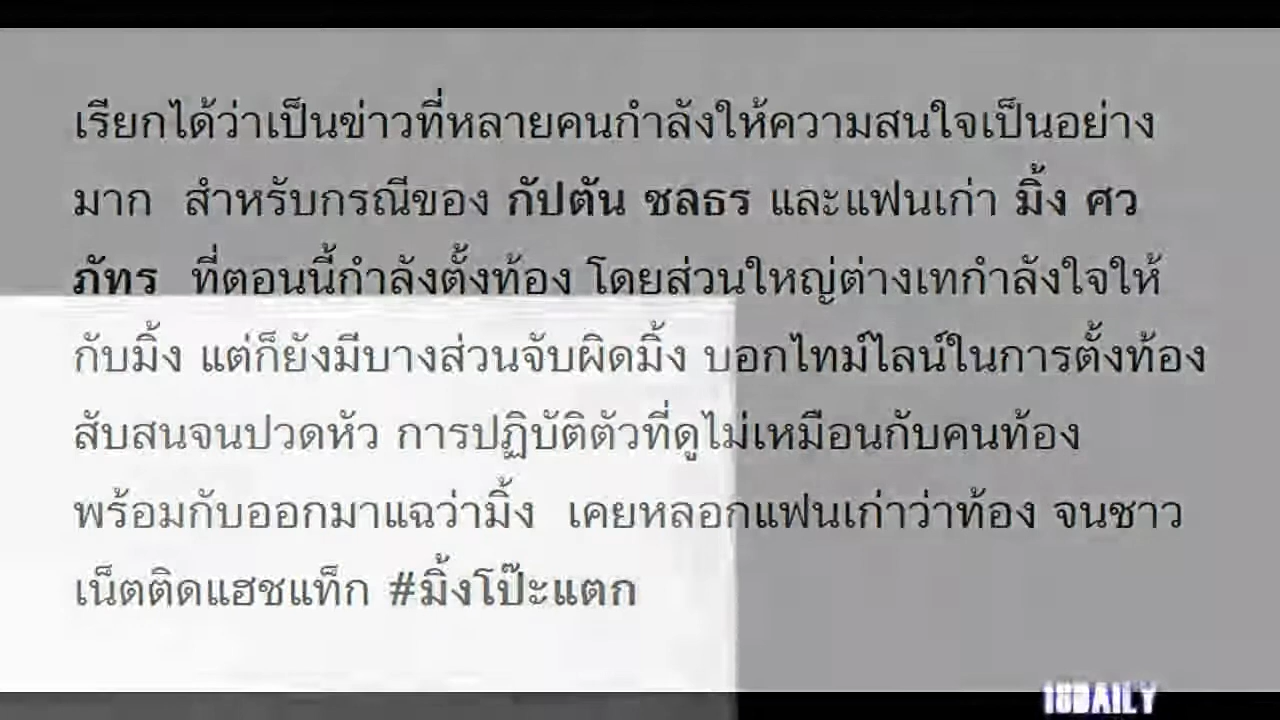 เรียกได้ว่าเป็นข่าวที่หลายคนกำลังให้ความสนใจเป็นอย่าง
มาก  สำหรับกรณีของ กัปตัน ชลธร และแฟนเก่า มิ้ง ศว
ภัทร  ที่ตอนนี้กำลังตั้งท้อง โดยส่วนใหญ่ต่างเทกำลังใจให้
กับมิ้ง แต่ก็ยังมีบางส่วนจับผิดมิ้ง บอกไทม์ไลน์ในการตั้งท้อง
สับสนจนปวดหัว การปฏิบัติตัวที่ดูไม่เหมือนกับคนท้อง
พร้อมกับออกมาแฉว่ามิ้ง  เคยหลอกแฟนเก่าว่าท้อง จนชาว
เน็ตติดแฮชแท็ก #มิ้งโป๊ะแตก
18DAILY